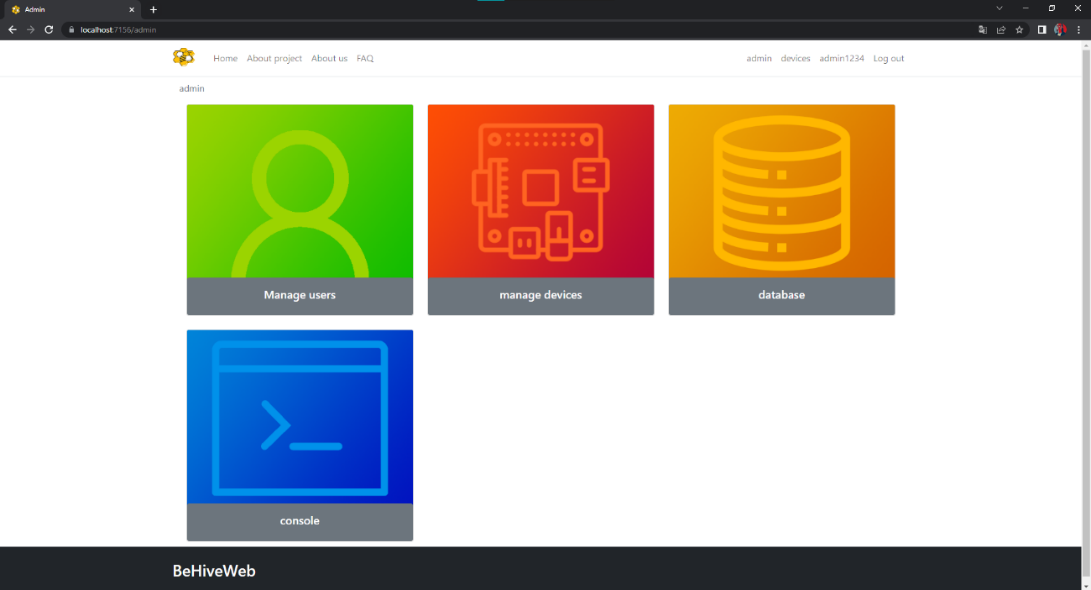 Admin
localhost:7156/admin
Home About project About us FAQ
admin devices admin1234 Log out
admin
Manage users
manage devices
database
console
BeHiveWeb